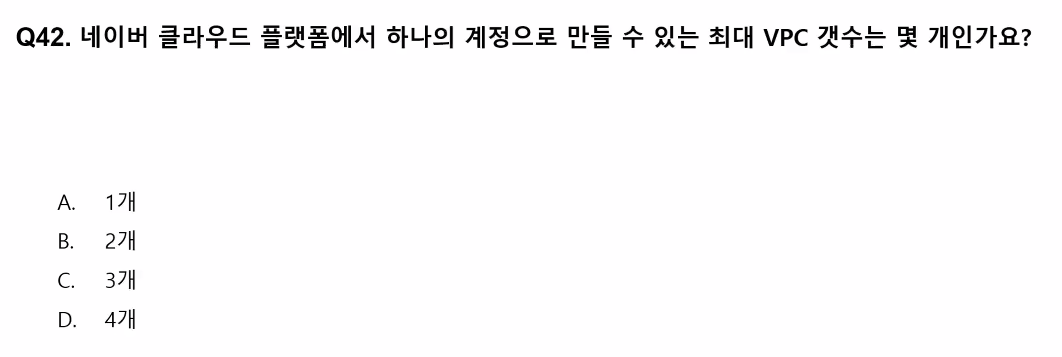 Q42. 네이버 클라우드 플랫폼에서 하나의 계정으로 만들 수 있는 최대 VPC 갯수는 몇 개인가요?
A. 1개
B. 2개
C. 3개
D. 4개